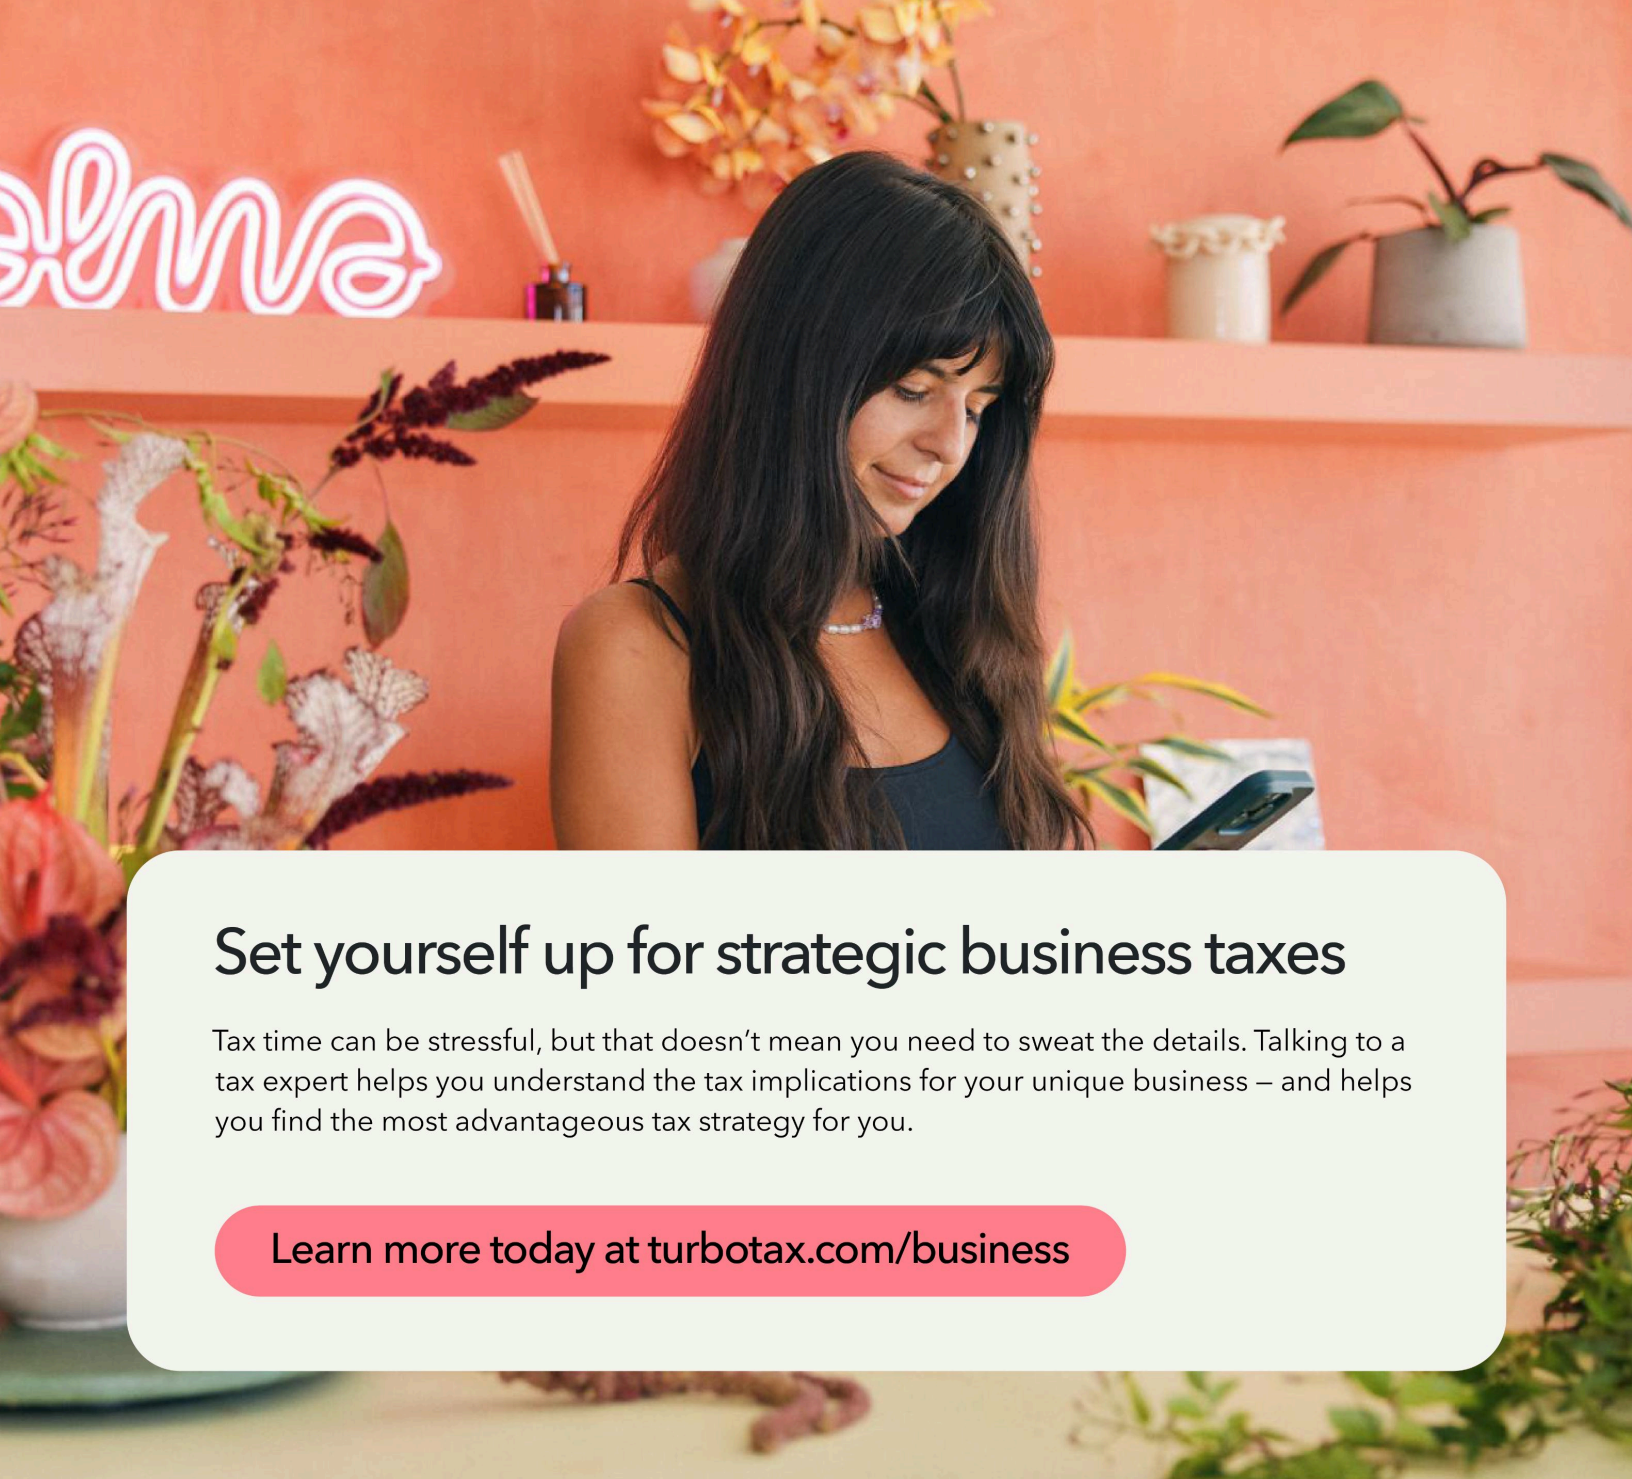 Set yourself up for strategic business taxes
Tax time can be stressful, but that doesn’t mean you need to sweat the details. Talking to a
tax expert helps you understand the tax implications for your unique business – and helps
you find the most advantageous tax strategy for you.
Learn more today at turbotax.com/business